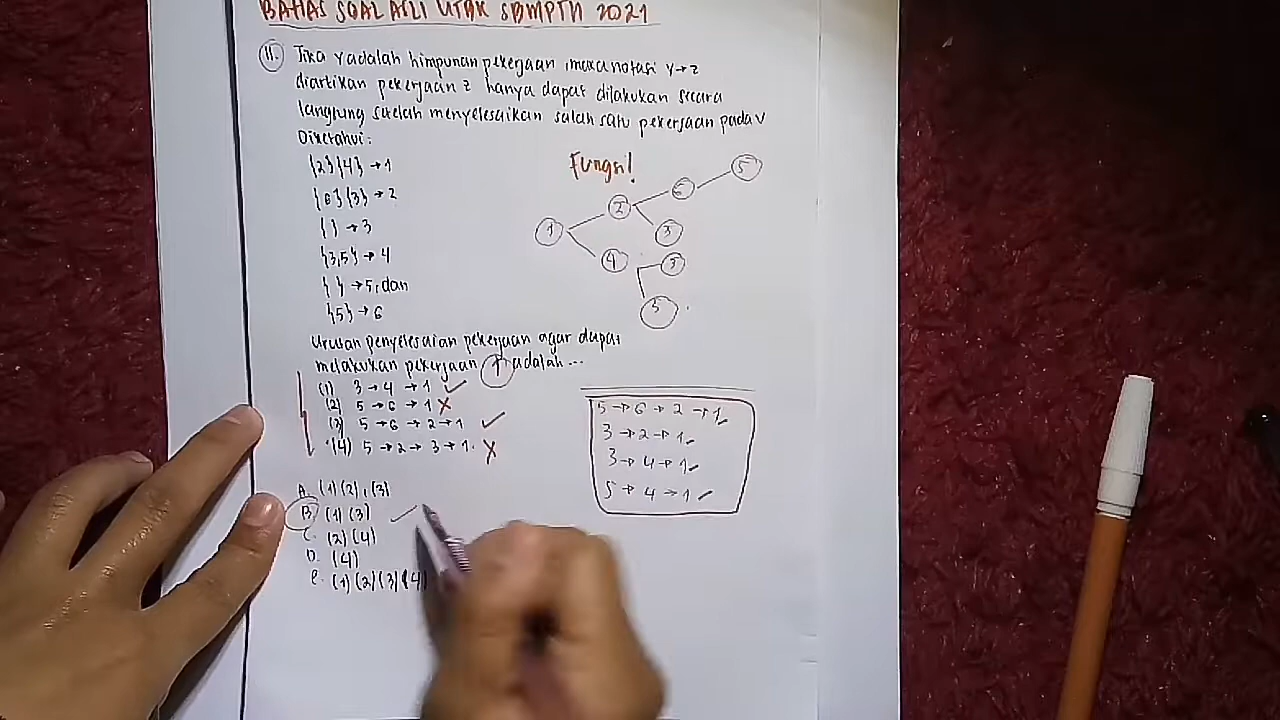 BAHAS SOAL ASLI UTBK SBMPTN 2021
11. Jika Y adalah himpunan pekerjaan, maka notasi Y→Z
diartikan pekerjaan Z hanya dapat dilakukan secara
langsung setelah menyelesaikan salah satu pekerjaan pada Y
Diketahui:
{2}{4} → 1
{6}{3} → 2
{ } → 3
{3,5} → 4
{ } → 5, dan
{5} → 6
Fungsi!
5
6
2
1
3
4
3
5
Urutan penyelesaian pekerjaan agar dapat
melakukan pekerjaan 1 adalah ...
(1) 3 → 4 → 1 ✓
(2) 5 → 6 → 1 X
(3) 5 → 6 → 2 → 1 ✓
(4) 5 → 2 → 3 → 1. X
5 → 6 → 2 → 1 ✓
3 → 2 → 1 ✓
3 → 4 → 1 ✓
5 → 4 → 1 ✓
A. (1) (2), (3)
B. (1) (3) ✓
C. (2) (4)
D. (4)
E. (1) (2) (3) (4)